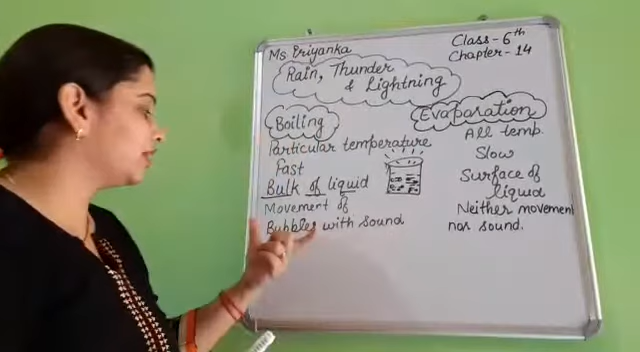 Ms Priyanka
Class-6th
Chapter-14
Rain, Thunder
& Lightning
Boiling
Particular temperature
Fast
Bulk of liquid
Movement of
Bubbles with sound
Evaporation
All temp.
Slow
Surface of
liquid
Neither movement
nor sound.